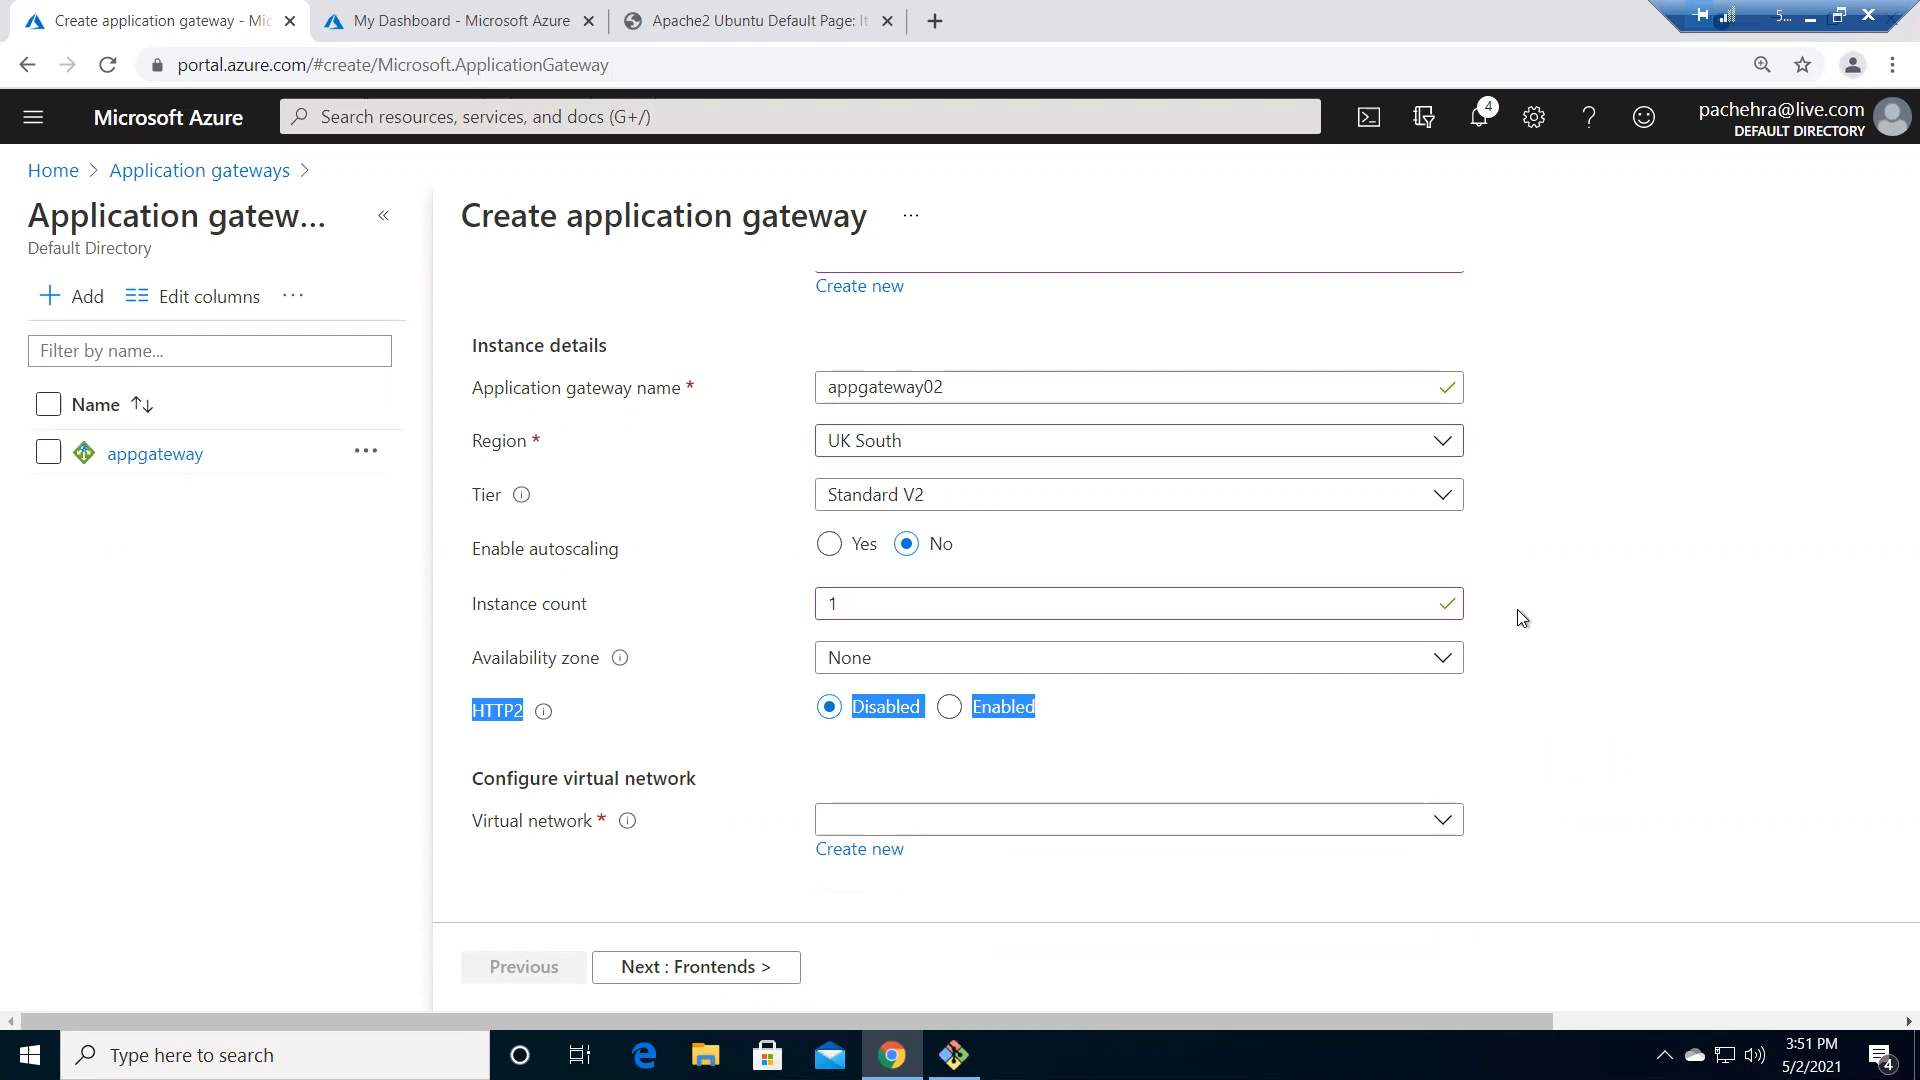 Create application gateway - Mic
My Dashboard - Microsoft Azure
Apache2 Ubuntu Default Page: It
5...
portal.azure.com/#create/Microsoft.ApplicationGateway
Microsoft Azure
Search resources, services, and docs (G+/)
4
pachehra@live.com
DEFAULT DIRECTORY
Home > Application gateways >
Application gatew...
Default Directory
Add
Edit columns
Filter by name...
Name
appgateway
Create application gateway
Create new
Instance details
Application gateway name *
appgateway02
Region *
UK South
Tier
Standard V2
Enable autoscaling
Yes
No
Instance count
1
Availability zone
None
HTTP2
Disabled
Enabled
Configure virtual network
Virtual network *
Create new
Previous
Next : Frontends >
Type here to search
3:51 PM
5/2/2021
4